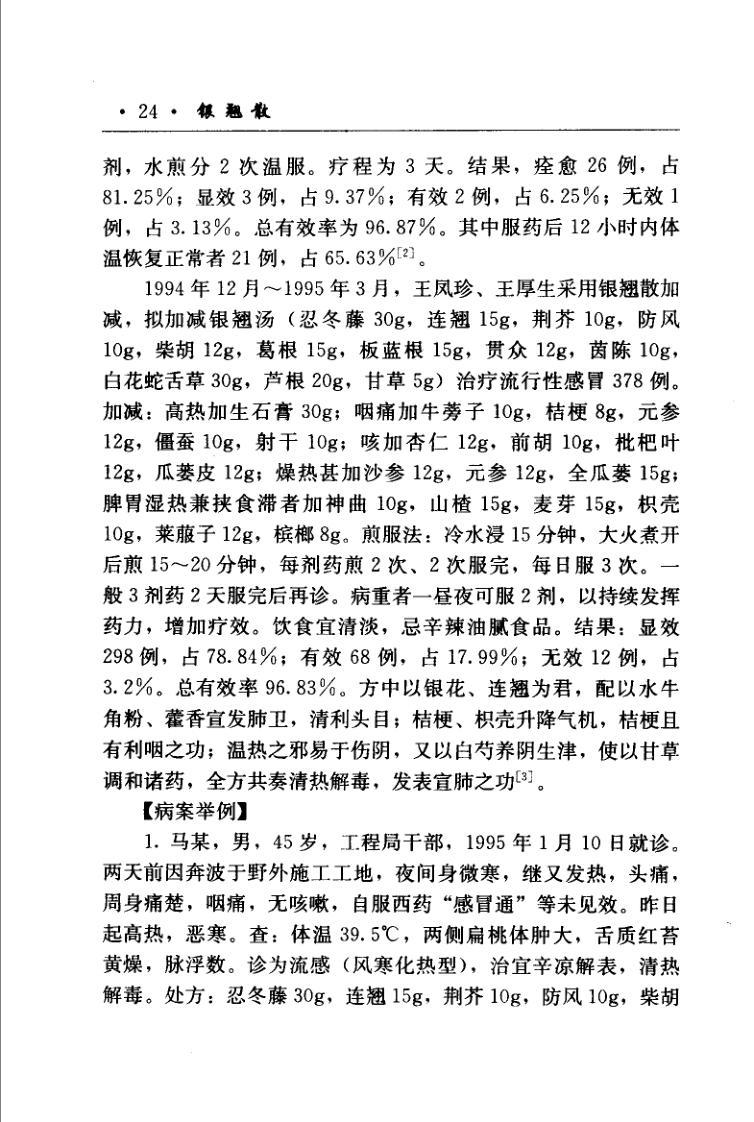 · 24 · 银翘散
剂，水煎分 2 次温服。疗程为 3 天。结果，痊愈 26 例，占
81.25%；显效 3 例，占 9.37%；有效 2 例，占 6.25%；无效 1
例，占 3.13%。总有效率为 96.87%。其中服药后 12 小时内体
温恢复正常者 21 例，占 65.63%[2]。
1994 年 12 月～1995 年 3 月，王凤珍、王厚生采用银翘散加
减，拟加减银翘汤（忍冬藤 30g，连翘 15g，荆芥 10g，防风
10g，柴胡 12g，葛根 15g，板蓝根 15g，贯众 12g，茵陈 10g，
白花蛇舌草 30g，芦根 20g，甘草 5g）治疗流行性感冒 378 例。
加减：高热加生石膏 30g；咽痛加牛蒡子 10g，桔梗 8g，元参
12g，僵蚕 10g，射干 10g；咳加杏仁 12g，前胡 10g，枇杷叶
12g，瓜蒌皮 12g；燥热甚加沙参 12g，元参 12g，全瓜蒌 15g；
脾胃湿热兼挟食滞者加神曲 10g，山楂 15g，麦芽 15g，枳壳
10g，莱菔子 12g，槟榔 8g。煎服法：冷水浸 15 分钟，大火煮开
后煎 15～20 分钟，每剂药煎 2 次、2 次服完，每日服 3 次。一
般 3 剂药 2 天服完后再诊。病重者一昼夜可服 2 剂，以持续发挥
药力，增加疗效。饮食宜清淡，忌辛辣油腻食品。结果：显效
298 例，占 78.84%；有效 68 例，占 17.99%；无效 12 例，占
3.2%。总有效率 96.83%。方中以银花、连翘为君，配以水牛
角粉、藿香宣发肺卫，清利头目；桔梗、枳壳升降气机，桔梗且
有利咽之功；温热之邪易于伤阴，又以白芍养阴生津，使以甘草
调和诸药，全方共奏清热解毒，发表宣肺之功[3]。
【病案举例】
1. 马某，男，45 岁，工程局干部，1995 年 1 月 10 日就诊。
两天前因奔波于野外施工工地，夜间身微寒，继又发热，头痛，
周身痛楚，咽痛，无咳嗽，自服西药“感冒通”等未见效。昨日
起高热，恶寒。查：体温 39.5℃，两侧扁桃体肿大，舌质红苔
黄燥，脉浮数。诊为流感（风寒化热型），治宜辛凉解表，清热
解毒。处方：忍冬藤 30g，连翘 15g，荆芥 10g，防风 10g，柴胡